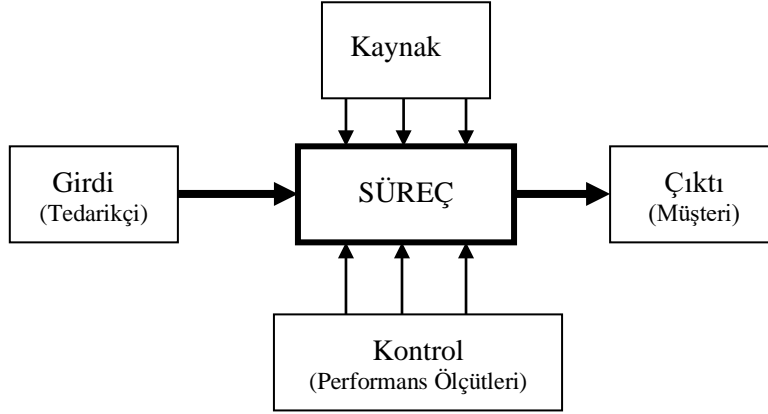 Kaynak
Girdi
(Tedarikçi)
SÜREÇ
Çıktı
(Müşteri)
Kontrol
(Performans Ölçütleri)